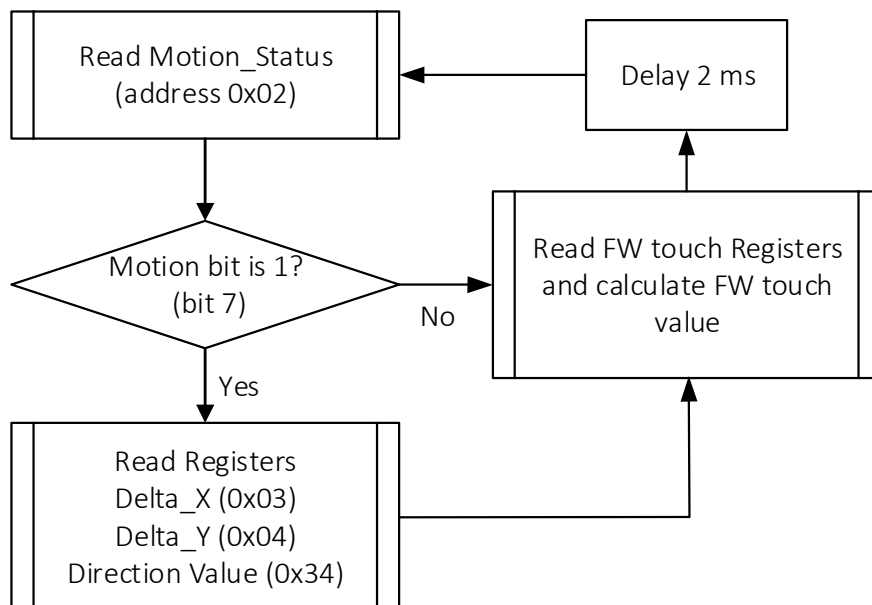 Read Motion_Status
(address 0x02)
Delay 2 ms
Motion bit is 1?
(bit 7)
No
Read FW touch Registers
and calculate FW touch
value
Yes
Read Registers
Delta_X (0x03)
Delta_Y (0x04)
Direction Value (0x34)